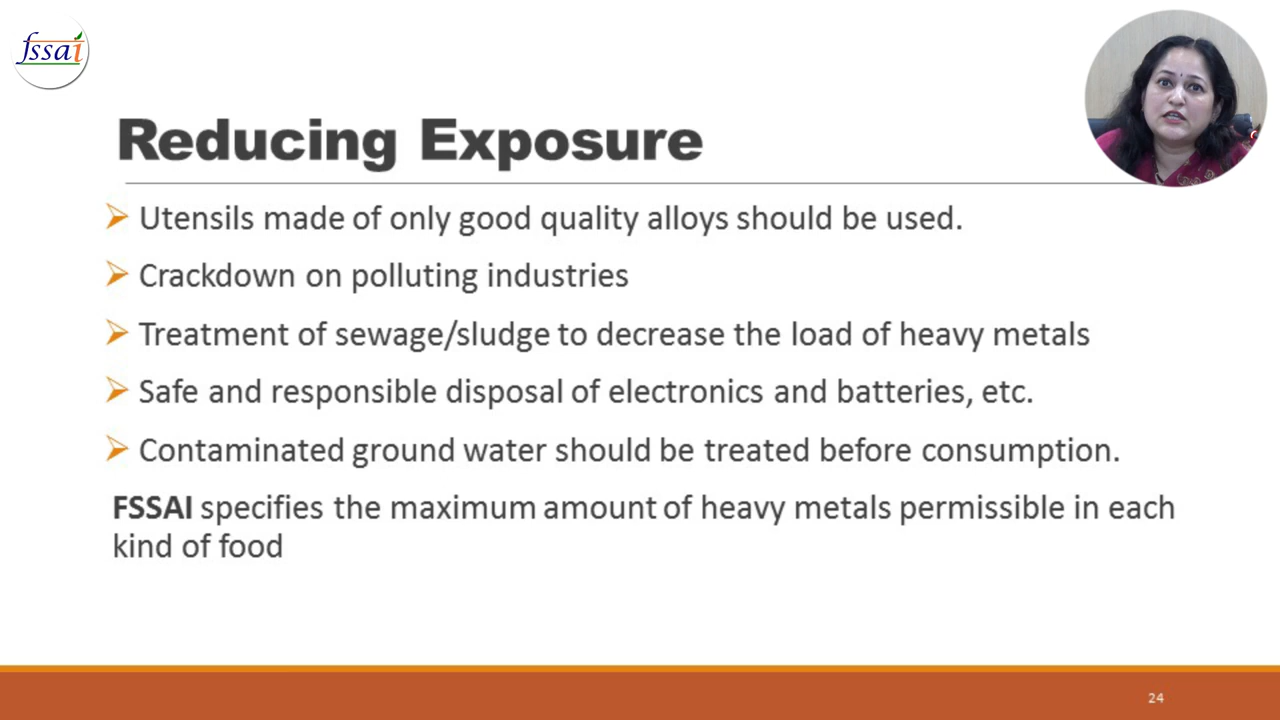 fssai
Reducing Exposure
Utensils made of only good quality alloys should be used.
Crackdown on polluting industries
Treatment of sewage/sludge to decrease the load of heavy metals
Safe and responsible disposal of electronics and batteries, etc.
Contaminated ground water should be treated before consumption.
FSSAI specifies the maximum amount of heavy metals permissible in each
kind of food
24